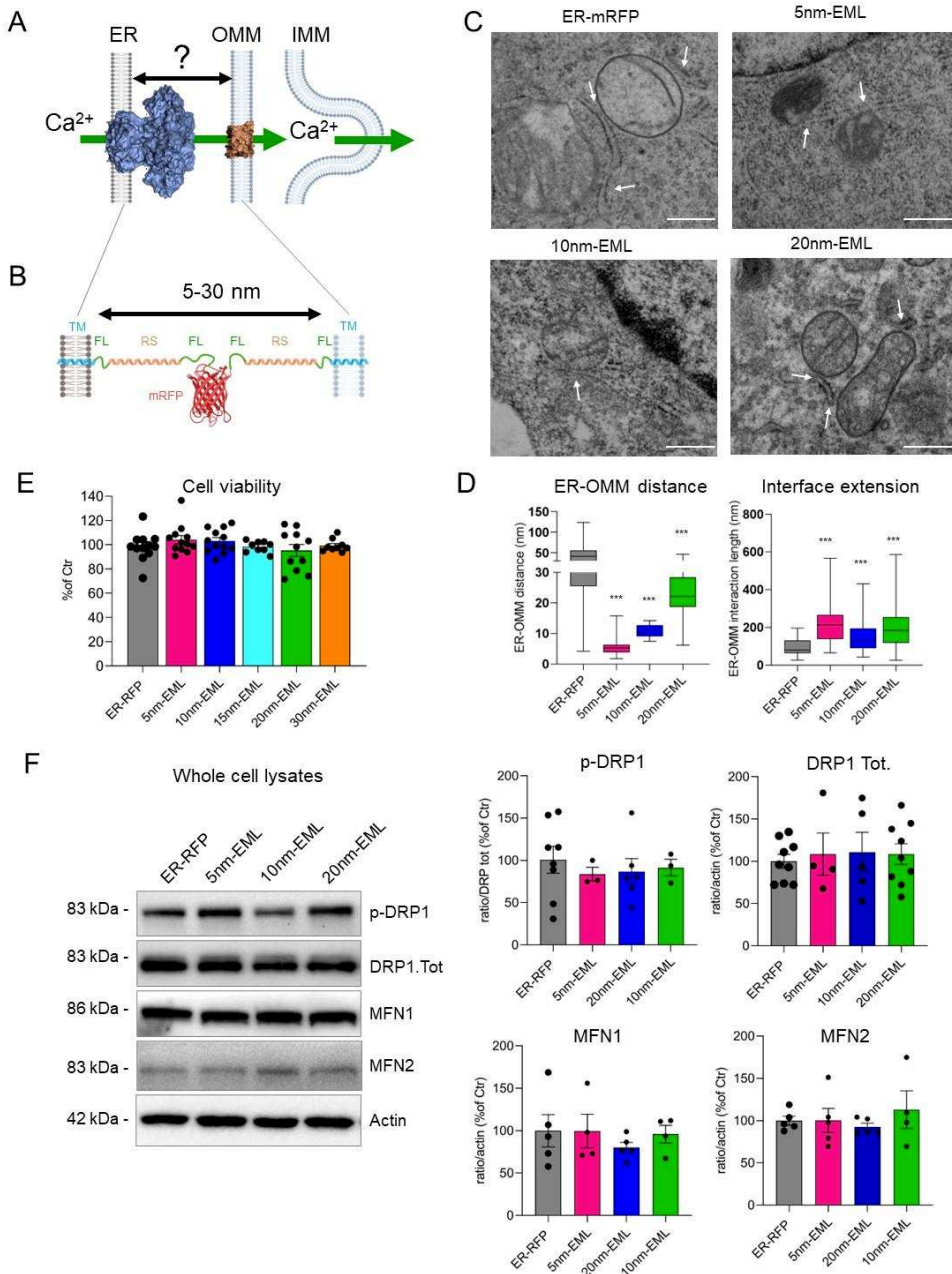 A
ER
OMM
IMM
?
Ca2+
Ca2+
B
5-30 nm
TM
FL
RS
FL
FL
RS
FL
TM
mRFP
C
ER-mRFP
5nm-EML
10nm-EML
20nm-EML
E
Cell viability
%of Ctr
140
120
100
80
60
40
20
0
ER-RFP
5nm-EML
10nm-EML
15nm-EML
20nm-EML
30nm-EML
D
ER-OMM distance
ER-OMM distance (nm)
150
100
50
30
20
10
0
***
***
***
ER-RFP
5nm-EML
10nm-EML
20nm-EML
Interface extension
ER-OMM interaction length (nm)
800
600
400
200
0
***
***
***
ER-RFP
5nm-EML
10nm-EML
20nm-EML
F
Whole cell lysates
ER-RFP
5nm-EML
10nm-EML
20nm-EML
83 kDa -
p-DRP1
83 kDa -
DRP1.Tot
86 kDa -
MFN1
83 kDa -
MFN2
42 kDa -
Actin
p-DRP1
ratio/DRP tot (%of Ctr)
200
150
100
50
0
ER-RFP
5nm-EML
20nm-EML
10nm-EML
DRP1 Tot.
ratio/actin (%of Ctr)
200
150
100
50
0
ER-RFP
5nm-EML
10nm-EML
20nm-EML
MFN1
ratio/actin (%of Ctr)
200
150
100
50
0
ER-RFP
5nm-EML
20nm-EML
10nm-EML
MFN2
ratio/actin (%of Ctr)
200
150
100
50
0
ER-RFP
5nm-EML
20nm-EML
10nm-EML